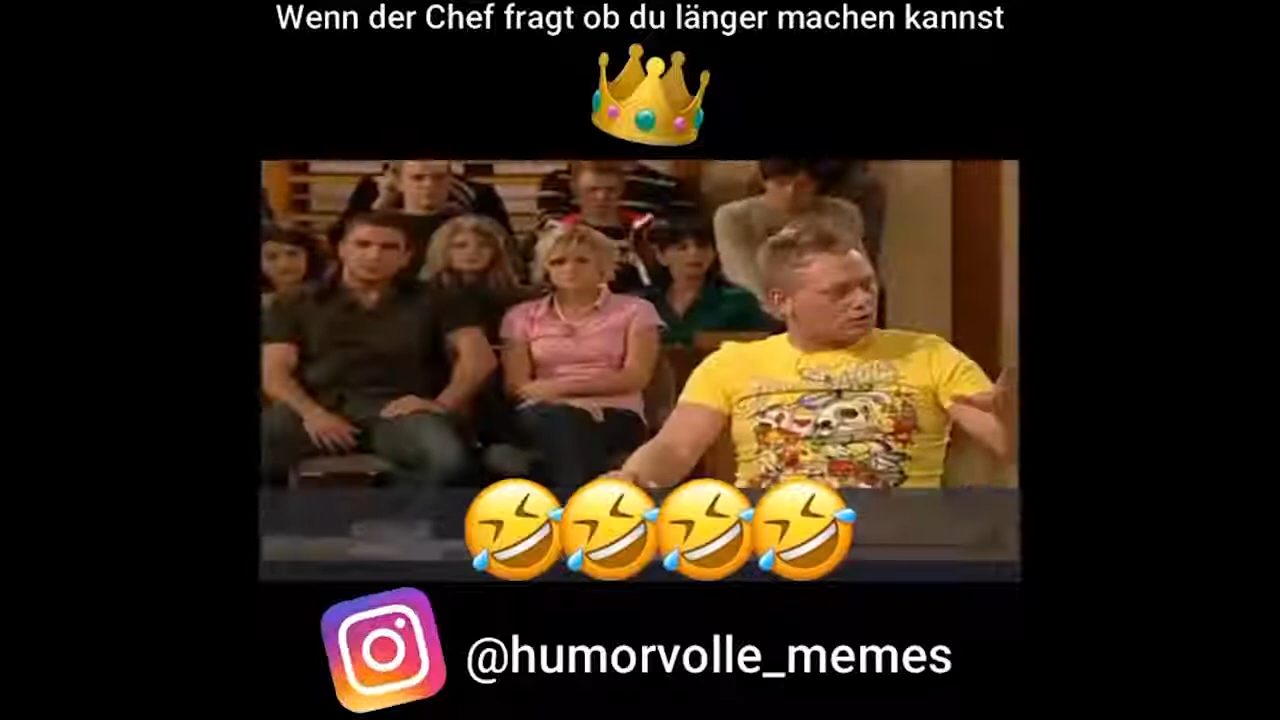 Wenn der Chef fragt ob du länger machen kannst
@humorvolle_memes